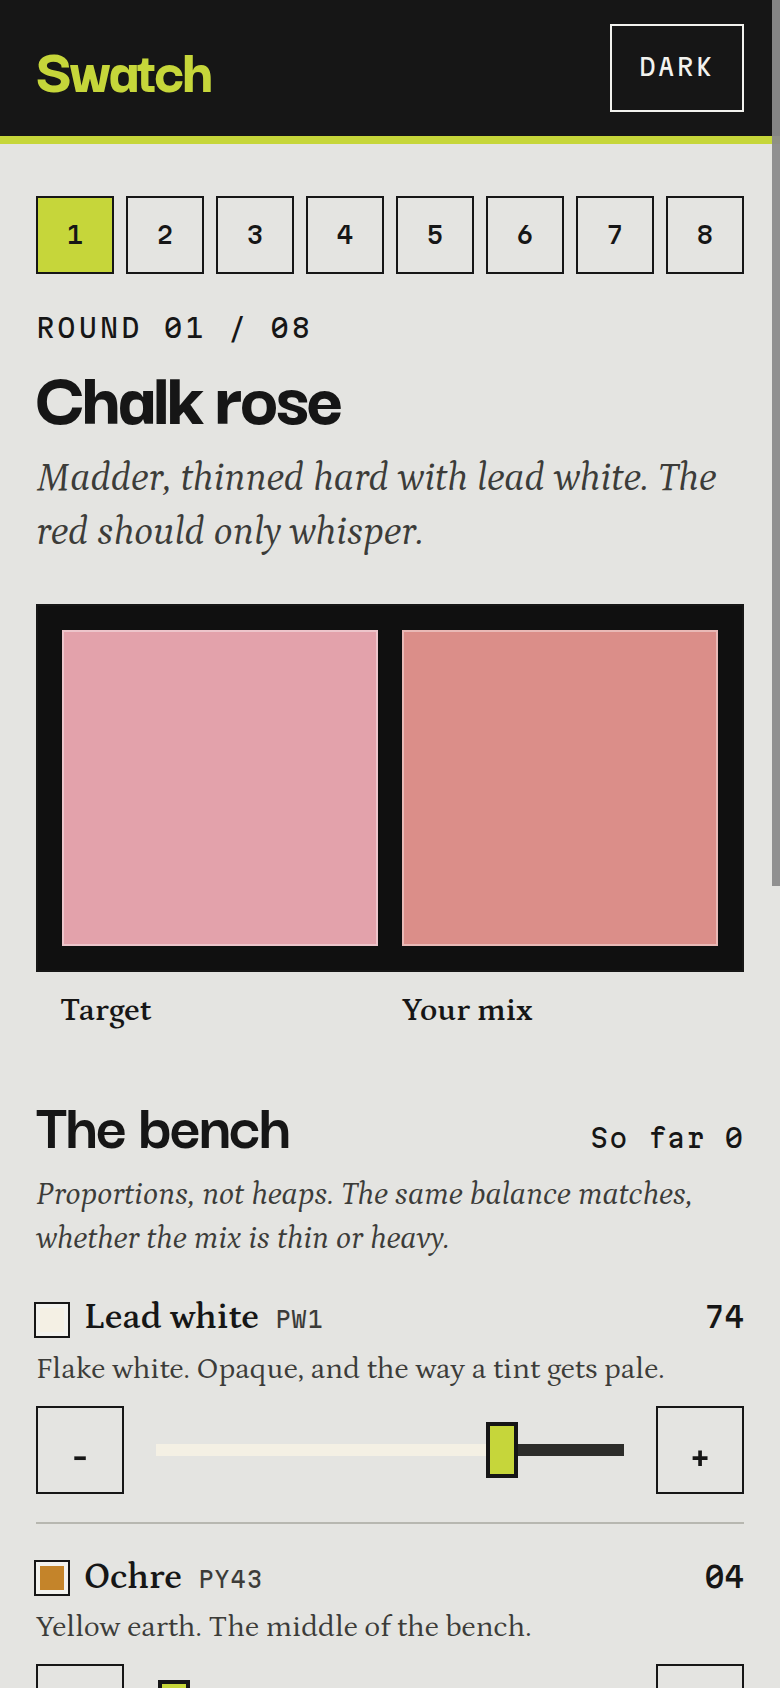 Swatch
DARK
1 2 3 4 5 6 7 8
ROUND 01 / 08
Chalk rose
Madder, thinned hard with lead white. The
red should only whisper.
Target
Your mix
The bench
So far 0
Proportions, not heaps. The same balance matches,
whether the mix is thin or heavy.
Lead white PW1 74
Flake white. Opaque, and the way a tint gets pale.
- +
Ochre PY43 04
Yellow earth. The middle of the bench.